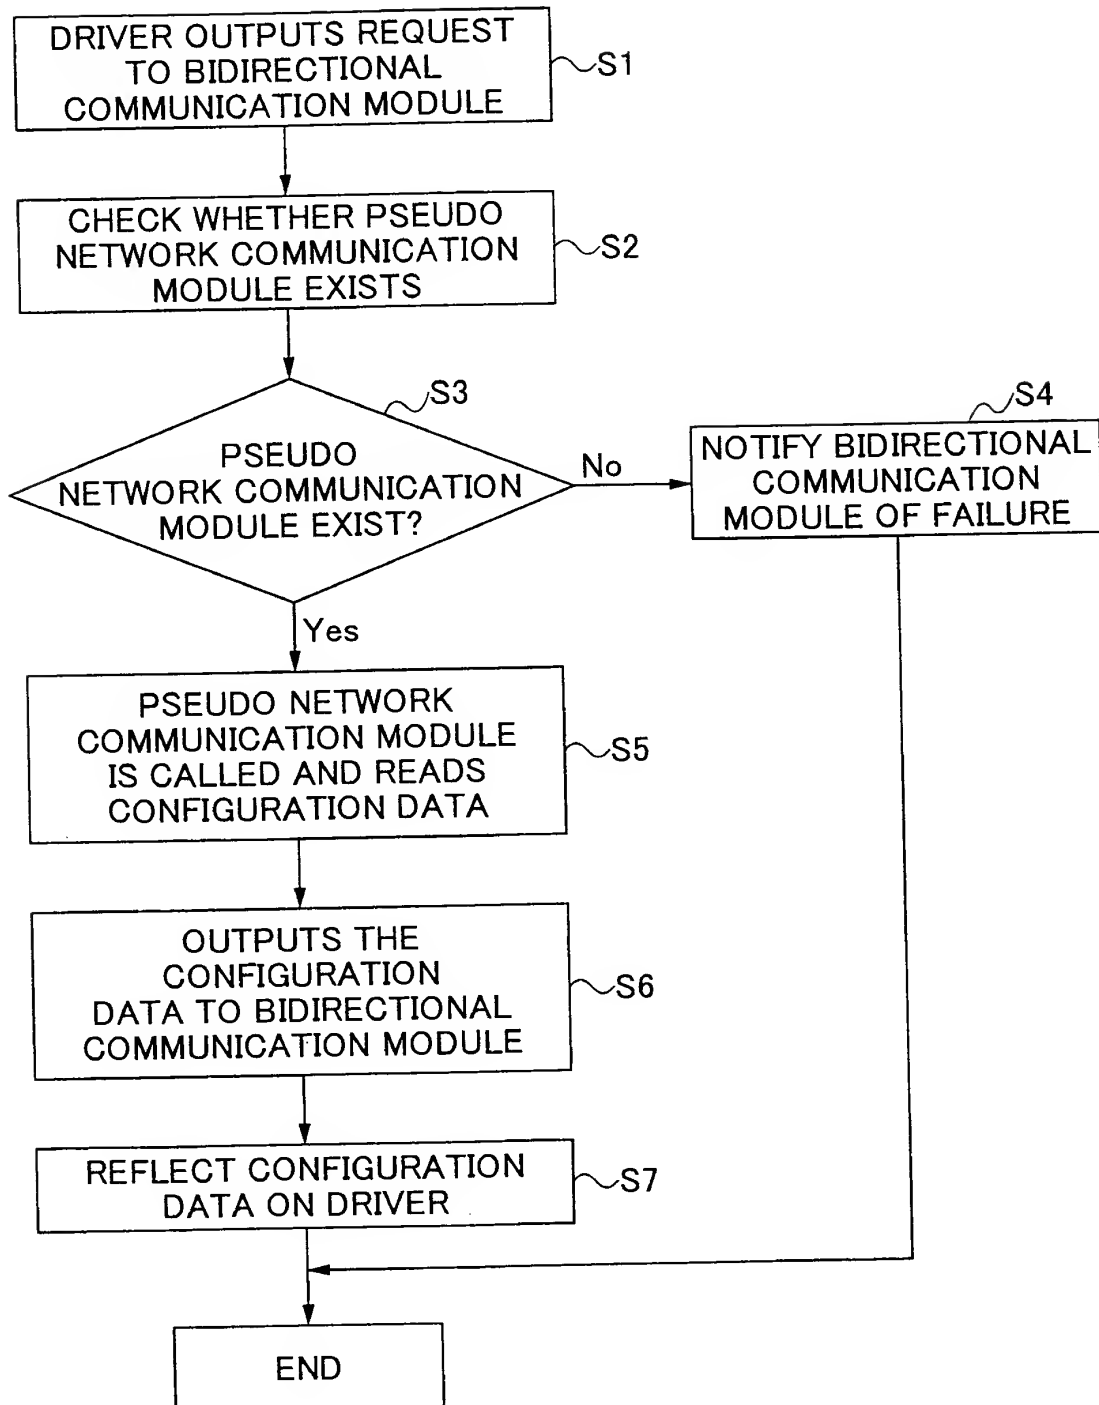 DRIVER OUTPUTS REQUEST
TO BIDIRECTIONAL
COMMUNICATION MODULE
S1
CHECK WHETHER PSEUDO
NETWORK COMMUNICATION
MODULE EXISTS
S2
S3
PSEUDO
NETWORK COMMUNICATION
MODULE EXIST?
No
S4
NOTIFY BIDIRECTIONAL
COMMUNICATION
MODULE OF FAILURE
Yes
PSEUDO NETWORK
COMMUNICATION MODULE
IS CALLED AND READS
CONFIGURATION DATA
S5
OUTPUTS THE
CONFIGURATION
DATA TO BIDIRECTIONAL
COMMUNICATION MODULE
S6
REFLECT CONFIGURATION
DATA ON DRIVER
S7
END